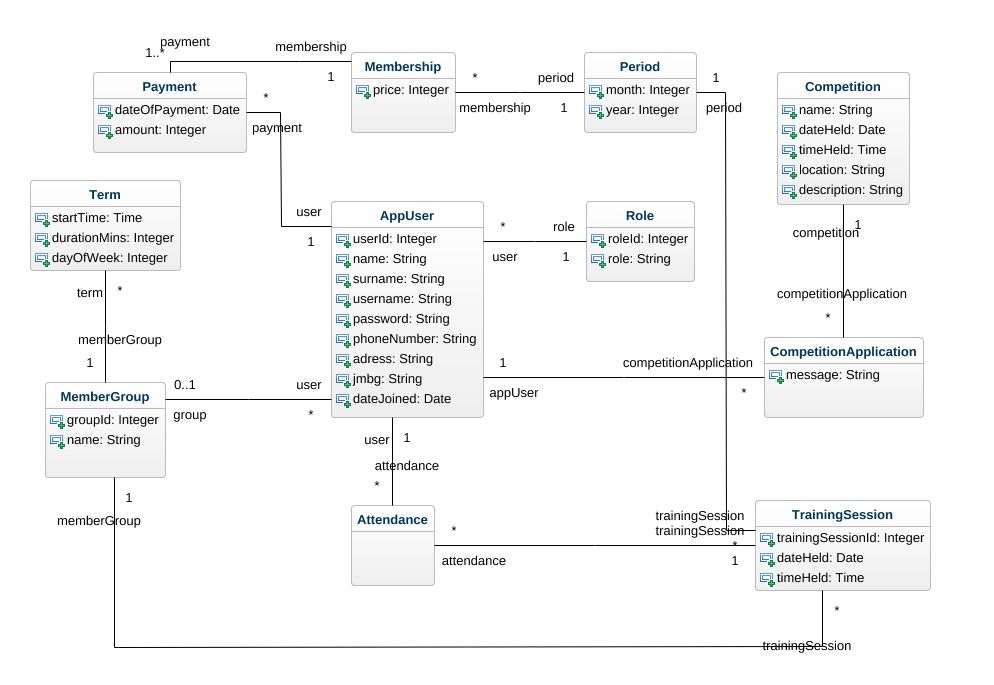 payment
1..*
membership
1
Payment
dateOfPayment: Date
amount: Integer
*
payment
Membership
price: Integer
*
membership
period
1
Period
month: Integer
year: Integer
1
period
Competition
name: String
dateHeld: Date
timeHeld: Time
location: String
description: String
1
competition
Term
startTime: Time
durationMins: Integer
dayOfWeek: Integer
term
*
memberGroup
1
user
1
AppUser
userId: Integer
name: String
surname: String
username: String
password: String
phoneNumber: String
adress: String
jmbg: String
dateJoined: Date
*
user
role
1
Role
roleId: Integer
role: String
competitionApplication
*
CompetitionApplication
message: String
1
appUser
competitionApplication
*
MemberGroup
groupId: Integer
name: String
0..1
group
user
*
1
memberGroup
user
1
attendance
*
Attendance
*
attendance
trainingSession
trainingSession
*
1
TrainingSession
trainingSessionId: Integer
dateHeld: Date
timeHeld: Time
*
trainingSession